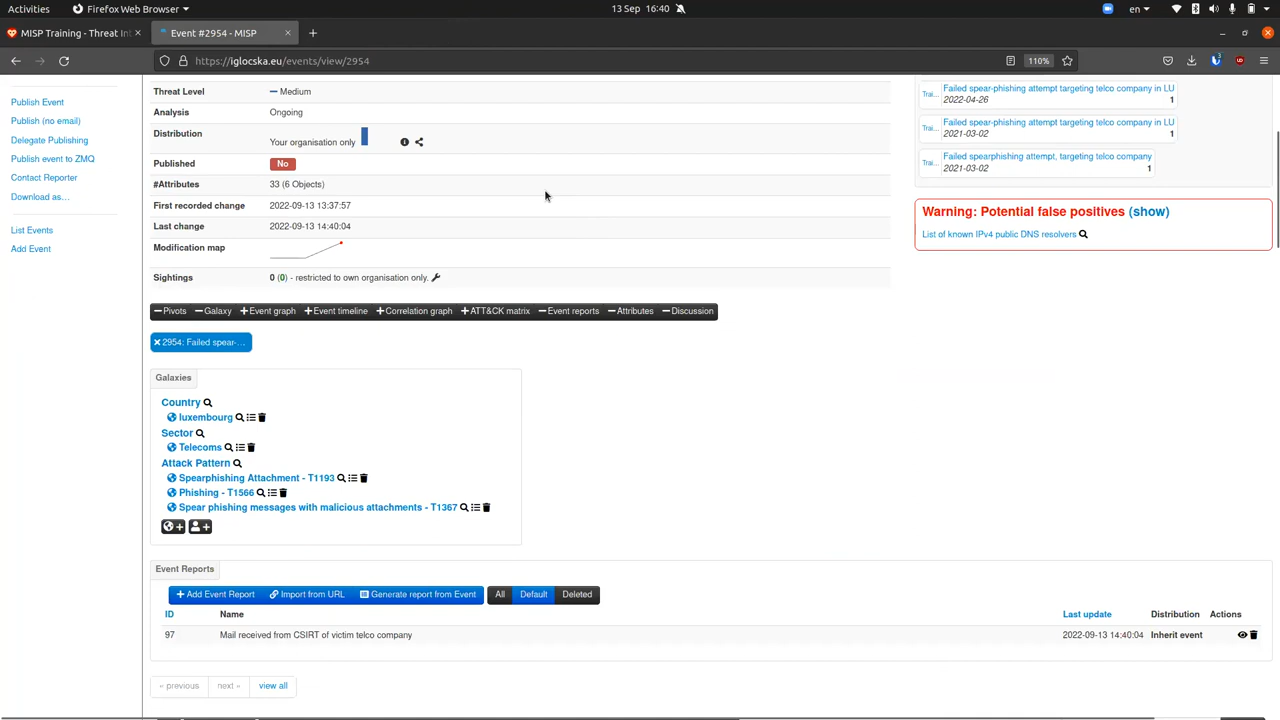 Activities
Firefox Web Browser
13 Sep 16:40
en
MISP Training - Threat Int
Event #2954 - MISP
https://iglocska.eu/events/view/2954
110%
Publish Event
Publish (no email)
Delegate Publishing
Publish event to ZMQ
Contact Reporter
Download as…
List Events
Add Event
Threat Level
Medium
Analysis
Ongoing
Distribution
Your organisation only
Published
No
#Attributes
33 (6 Objects)
First recorded change
2022-09-13 13:37:57
Last change
2022-09-13 14:40:04
Modification map
Sightings
0 (0) - restricted to own organisation only.
Trai...
Failed spear-phishing attempt targeting telco company in LU
2022-04-26
1
Trai...
Failed spear-phishing attempt targeting telco company in LU
2021-03-02
1
Trai...
Failed spearphishing attempt, targeting telco company
2021-03-02
1
Warning: Potential false positives (show)
List of known IPv4 public DNS resolvers
Pivots
Galaxy
Event graph
Event timeline
Correlation graph
ATT&CK matrix
Event reports
Attributes
Discussion
2954: Failed spear-...
Galaxies
Country
luxembourg
Sector
Telecoms
Attack Pattern
Spearphishing Attachment - T1193
Phishing - T1566
Spear phishing messages with malicious attachments - T1367
Event Reports
Add Event Report
Import from URL
Generate report from Event
All
Default
Deleted
ID
Name
Last update
Distribution
Actions
97
Mail received from CSIRT of victim telco company
2022-09-13 14:40:04
Inherit event
« previous
next »
view all